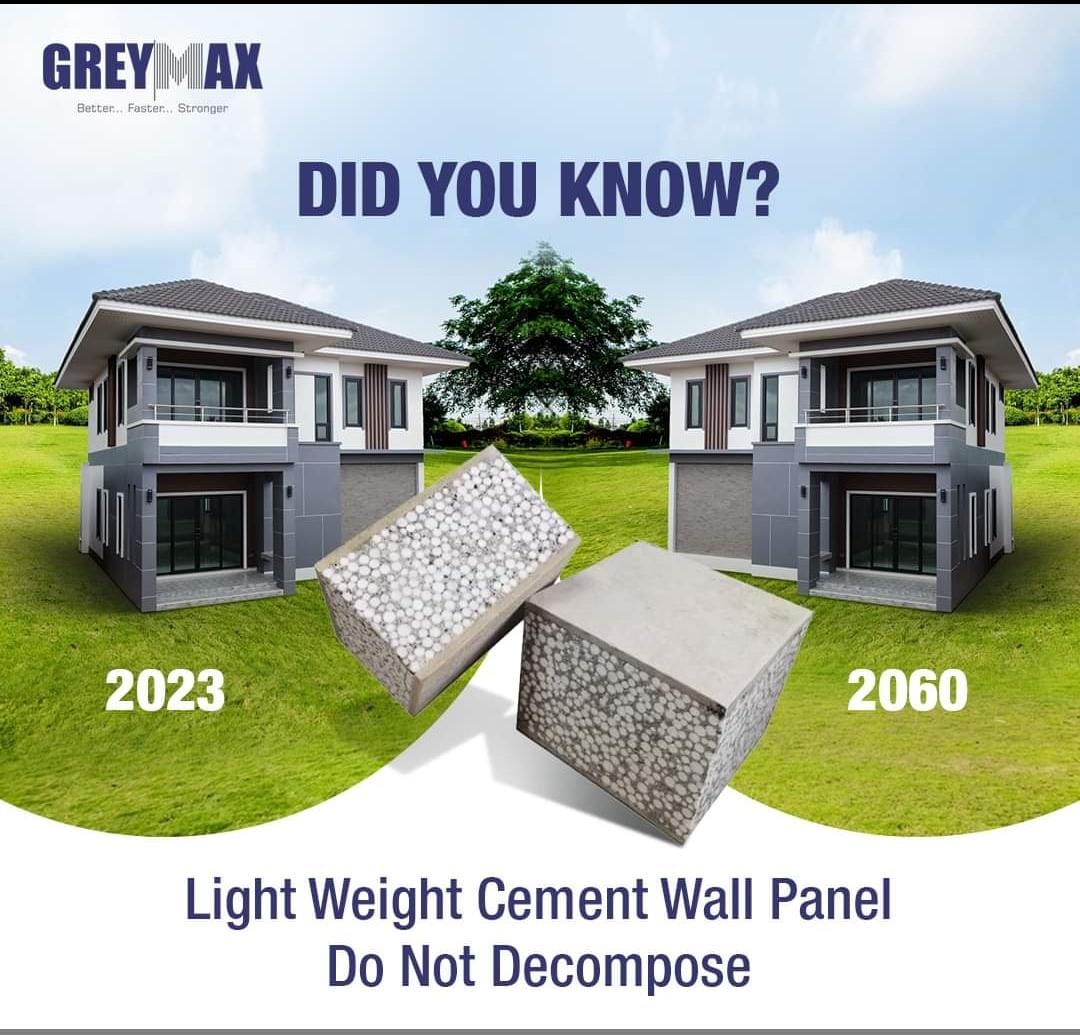 GREYMAX
Better... Faster... Stronger
DID YOU KNOW?
2023
2060
Light Weight Cement Wall Panel
Do Not Decompose